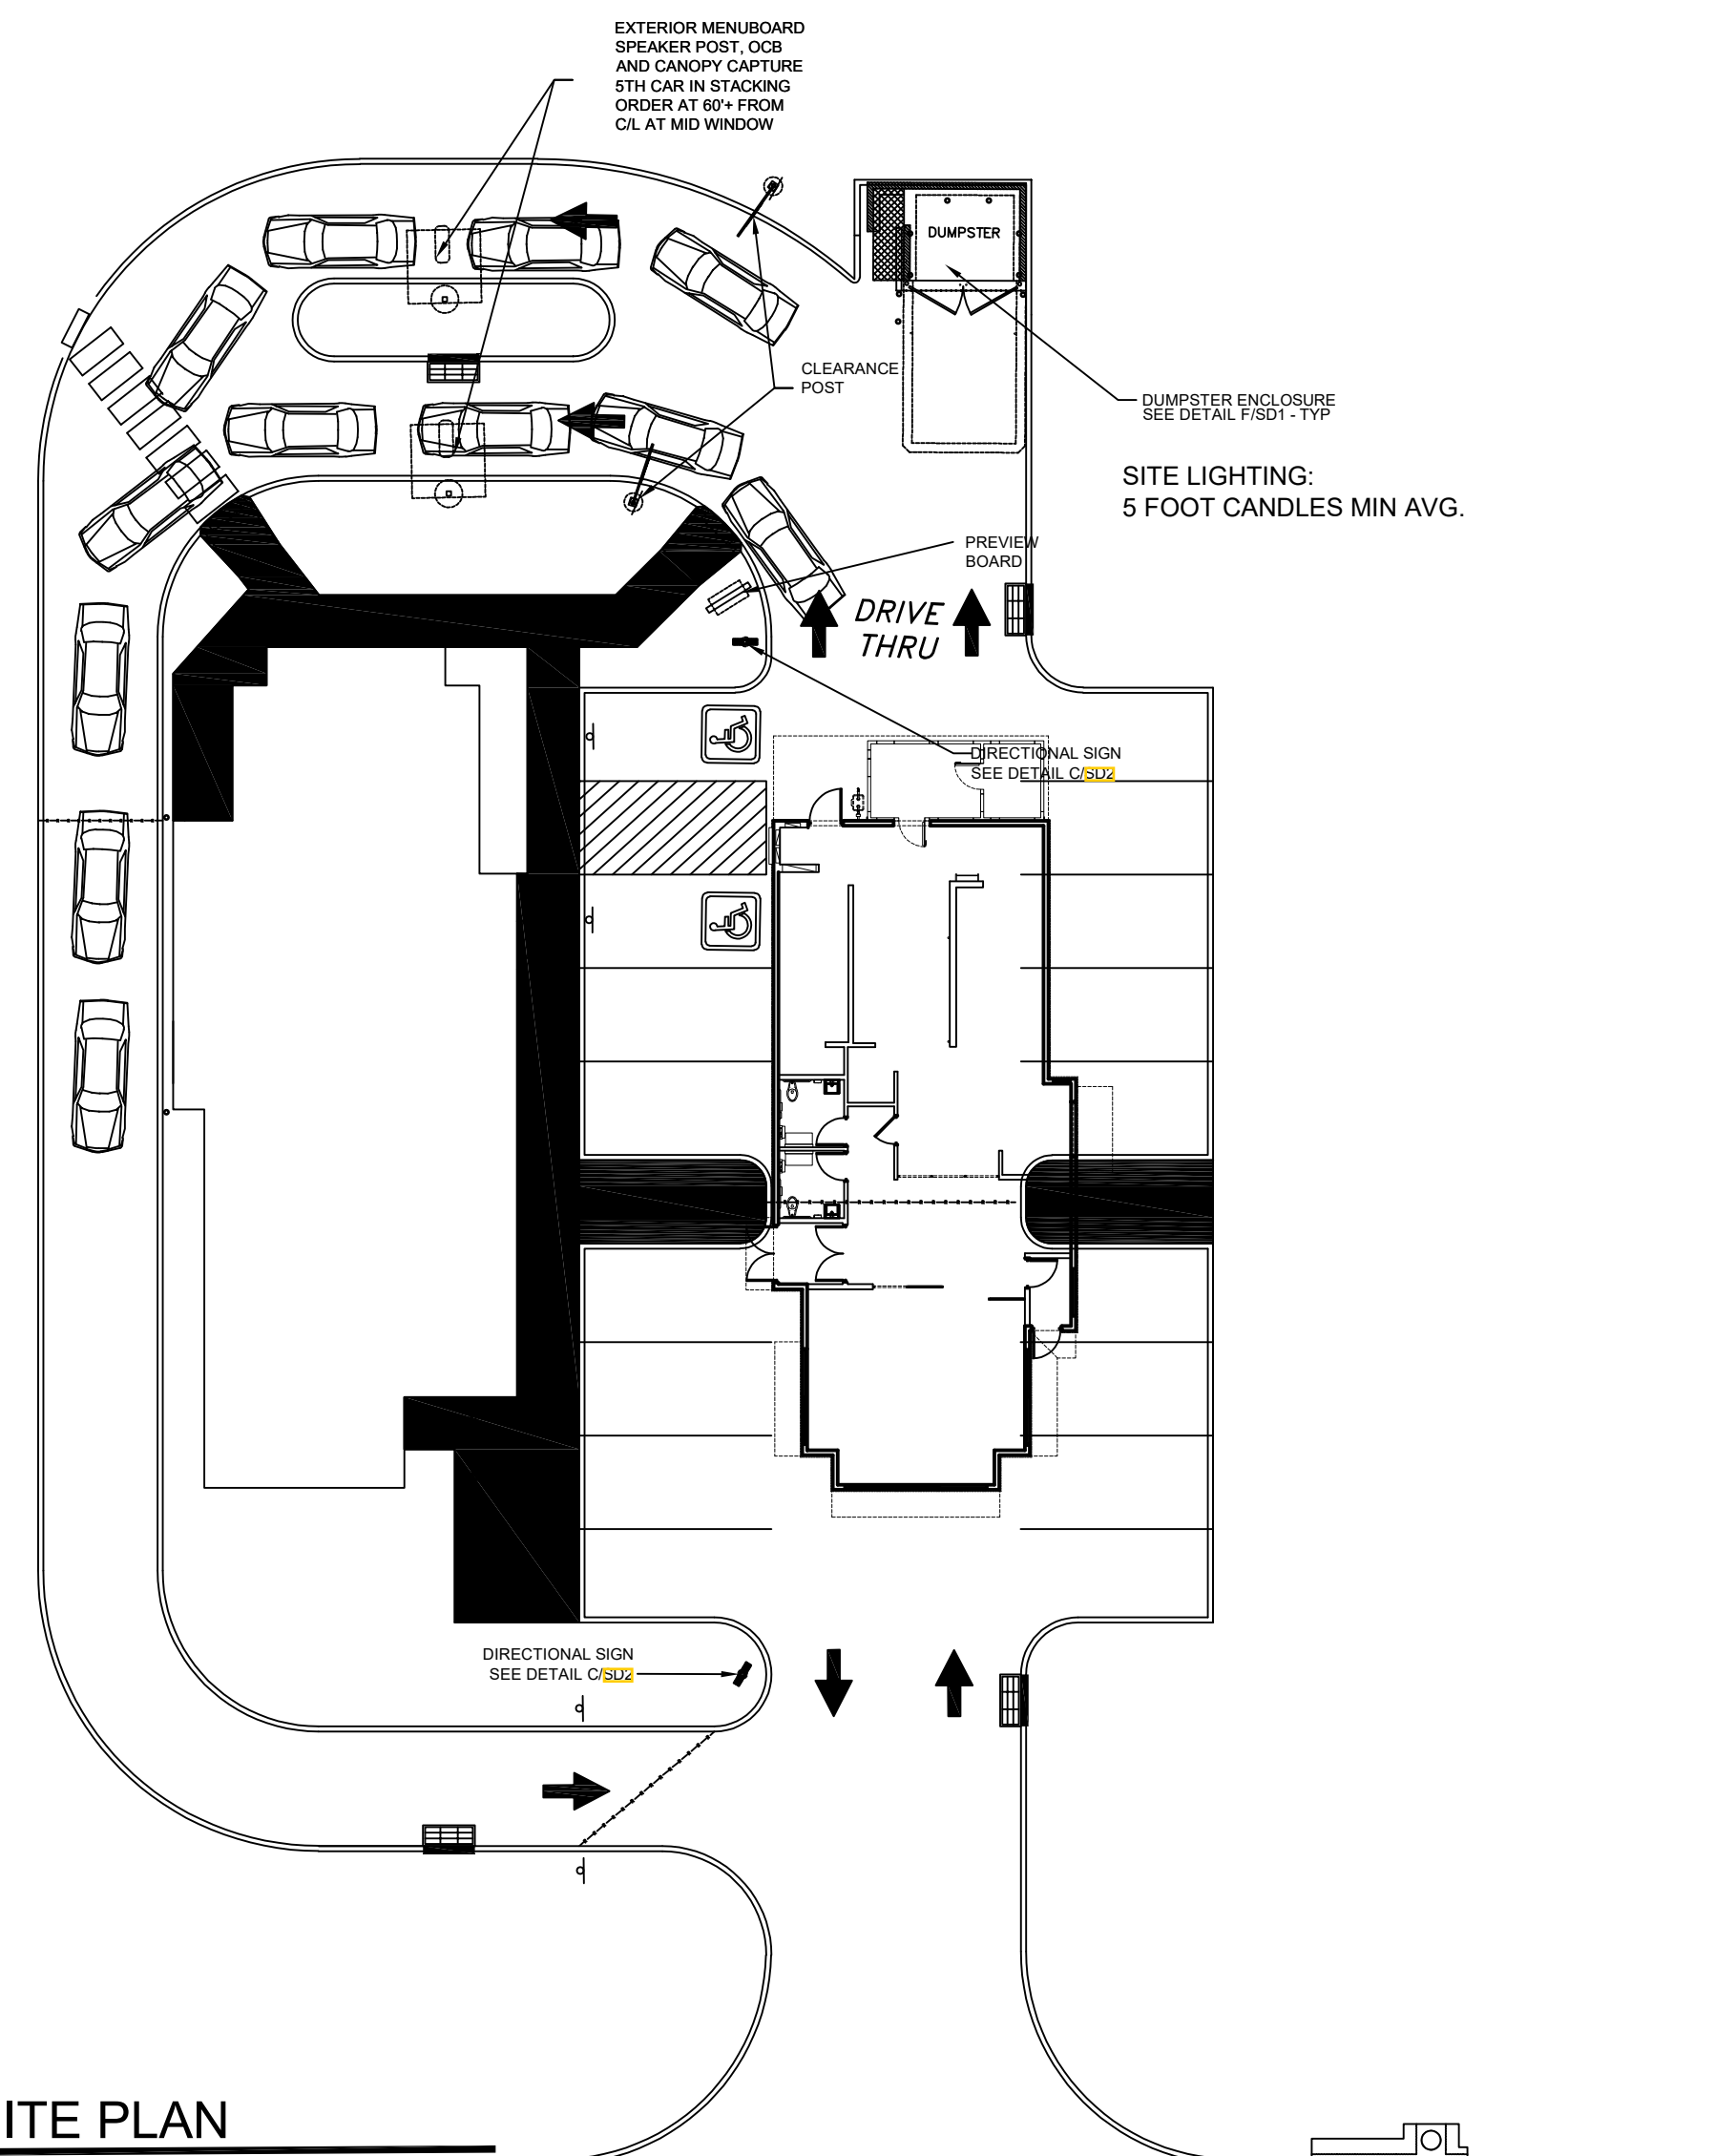 EXTERIOR MENUBOARD
SPEAKER POST, OCB
AND CANOPY CAPTURE
5TH CAR IN STACKING
ORDER AT 60'+ FROM
C/L AT MID WINDOW
DUMPSTER
CLEARANCE
POST
DUMPSTER ENCLOSURE
SEE DETAIL F/SD1 - TYP
SITE LIGHTING:
5 FOOT CANDLES MIN AVG.
PREVIEW
BOARD
DRIVE
THRU
DIRECTIONAL SIGN
SEE DETAIL C/SD2
DIRECTIONAL SIGN
SEE DETAIL C/SD2
ITE PLAN